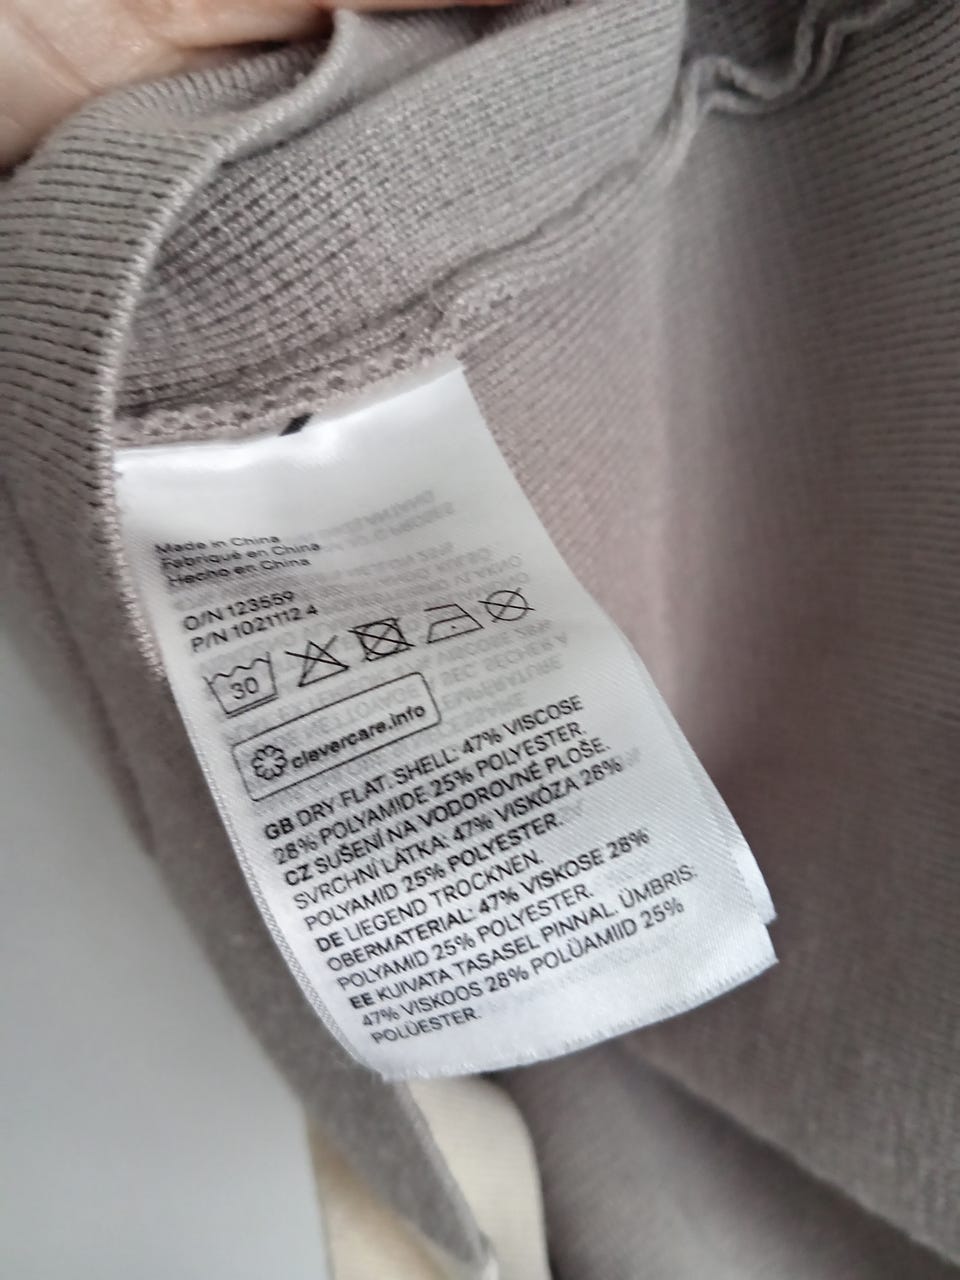 Made in China
Fabriqué en China
Hecho en China
O/N 123559
P/N 1021112 4
30
clevercare.info
GB DRY FLAT. SHELL: 47% VISCOSE
28% POLYAMIDE 25% POLYESTER.
CZ SUŠENÍ NA VODOROVNÉ PLOŠE.
SVRCHNÍ LÁTKA: 47% VISKÓZA 28%
POLYAMID 25% POLYESTER.
DE LIEGEND TROCKNEN.
OBERMATERIAL: 47% VISKOSE 28%
POLYAMID 25% POLYESTER.
EE KUIVATA TASASEL PINNAL. ÜMBRIS:
47% VISKOOS 28% POLÜAMIID 25%
POLÜESTER.